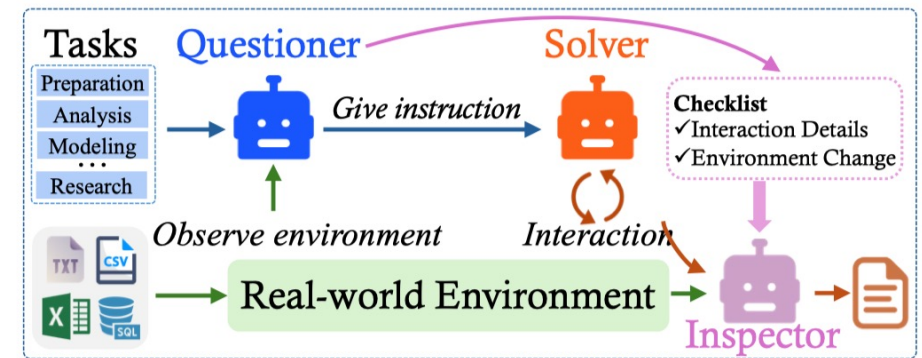 Tasks
Questioner
Solver
Preparation
Analysis
Modeling
...
Research
Give instruction
Checklist
✓Interaction Details
✓Environment Change
Observe environment
Interaction
TXT
CSV
X
SQL
Real-world Environment
Inspector